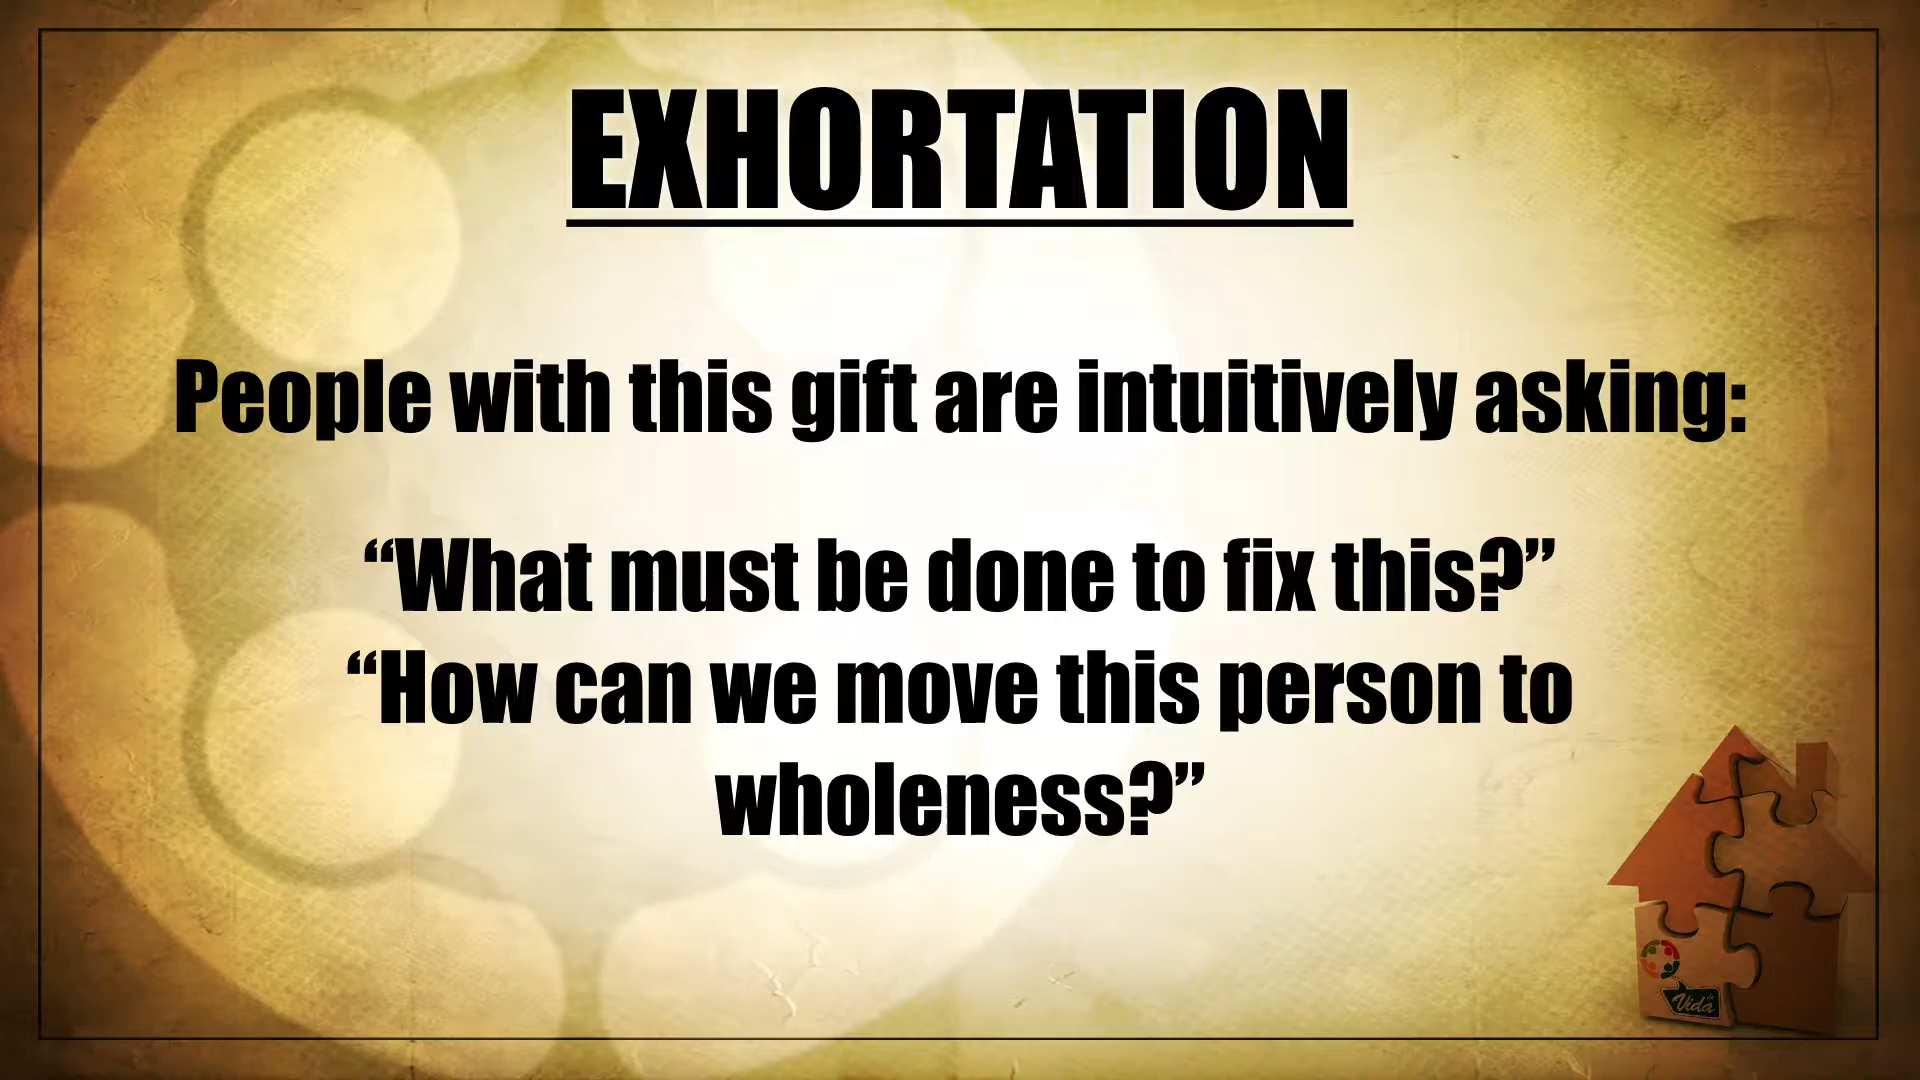 EXHORTATION
People with this gift are intuitively asking:
“What must be done to fix this?”
“How can we move this person to
wholeness?”
Vida